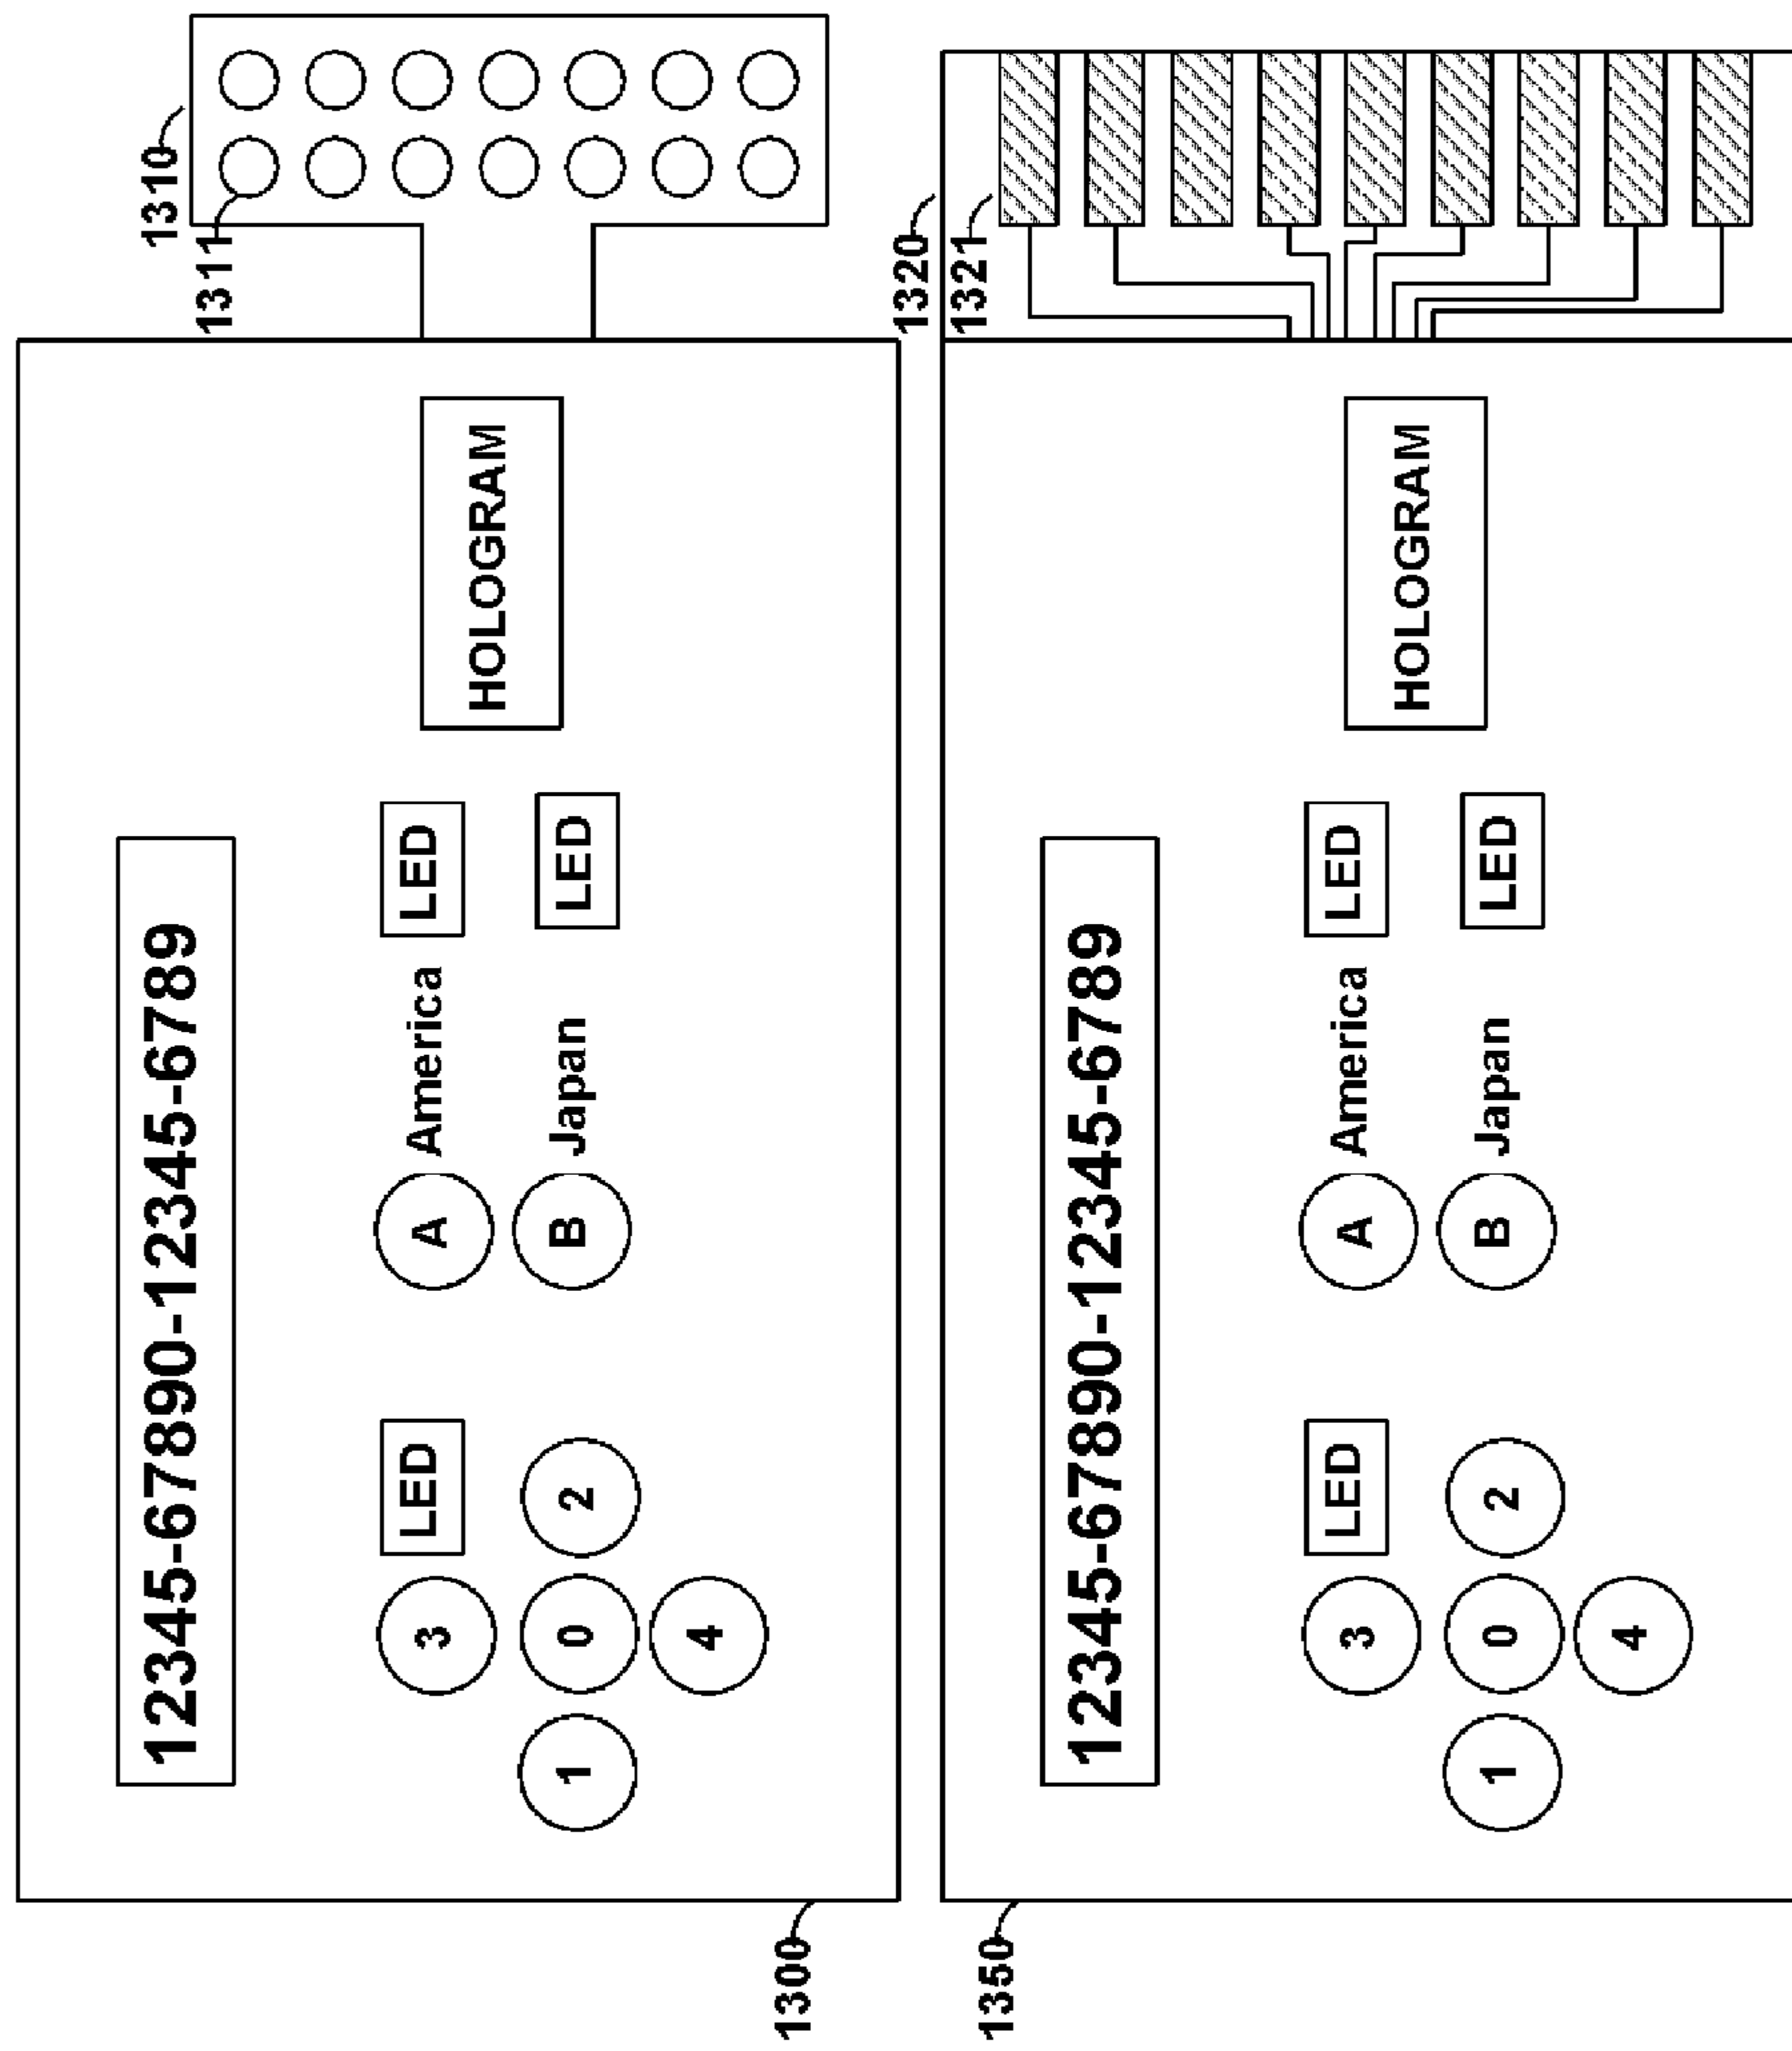 1310
1311
12345-67890-12345-6789
LED
America
LED
A
HOLOGRAM
3
LED
B
Japan
2
0
1
4
1300
1320
1321
12345-67890-12345-6789
LED
America
LED
A
HOLOGRAM
3
LED
B
Japan
2
0
1
4
1350